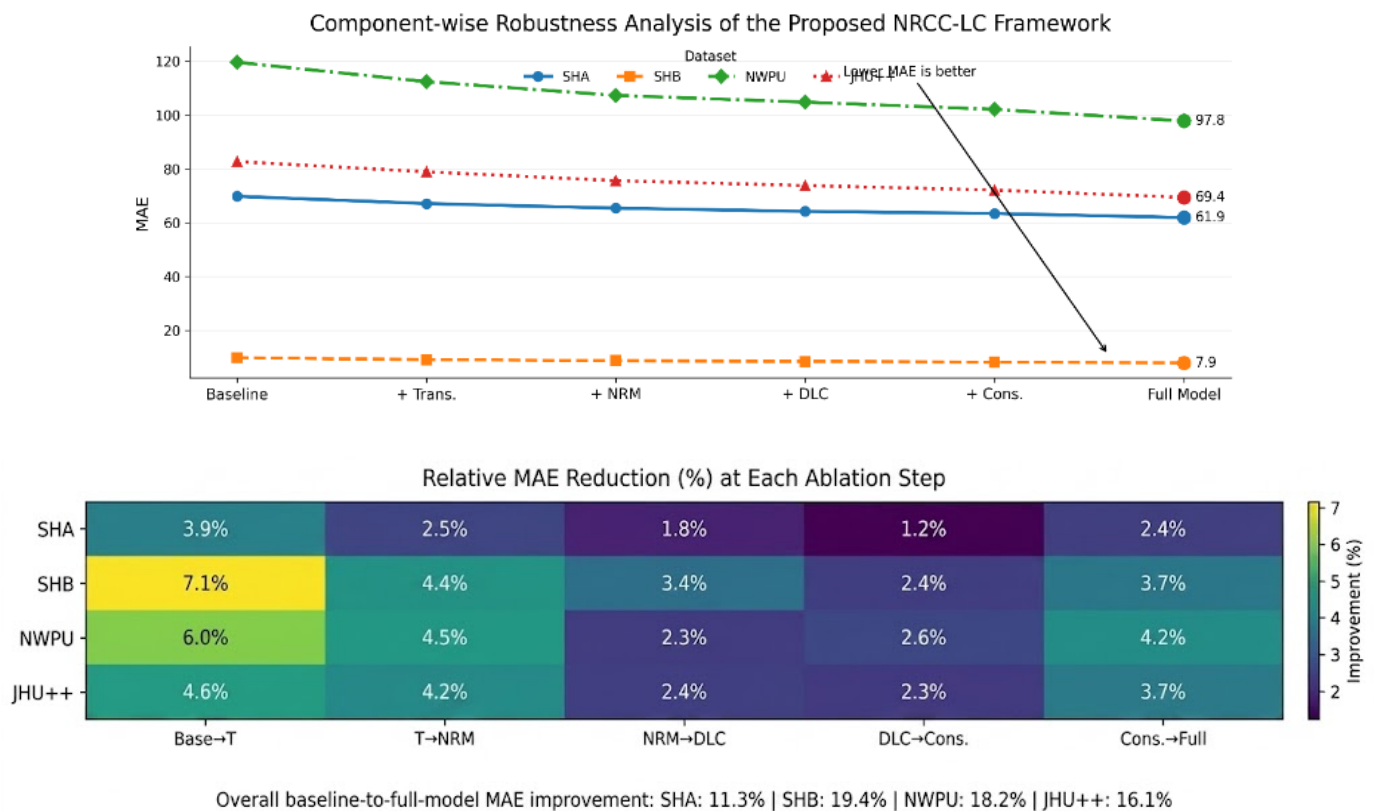 Component-wise Robustness Analysis of the Proposed NRCC-LC Framework
Dataset
SHA SHB NWPU JHU++
Lower MAE is better
MAE
120
100
80
60
40
20
97.8
69.4
61.9
7.9
Baseline + Trans. + NRM + DLC + Cons. Full Model
Relative MAE Reduction (%) at Each Ablation Step
SHA 3.9% 2.5% 1.8% 1.2% 2.4%
SHB 7.1% 4.4% 3.4% 2.4% 3.7%
NWPU 6.0% 4.5% 2.3% 2.6% 4.2%
JHU++ 4.6% 4.2% 2.4% 2.3% 3.7%
Base→T T→NRM NRM→DLC DLC→Cons. Cons.→Full
7
6
5
4
3
2
Improvement (%)
Overall baseline-to-full-model MAE improvement: SHA: 11.3% | SHB: 19.4% | NWPU: 18.2% | JHU++: 16.1%